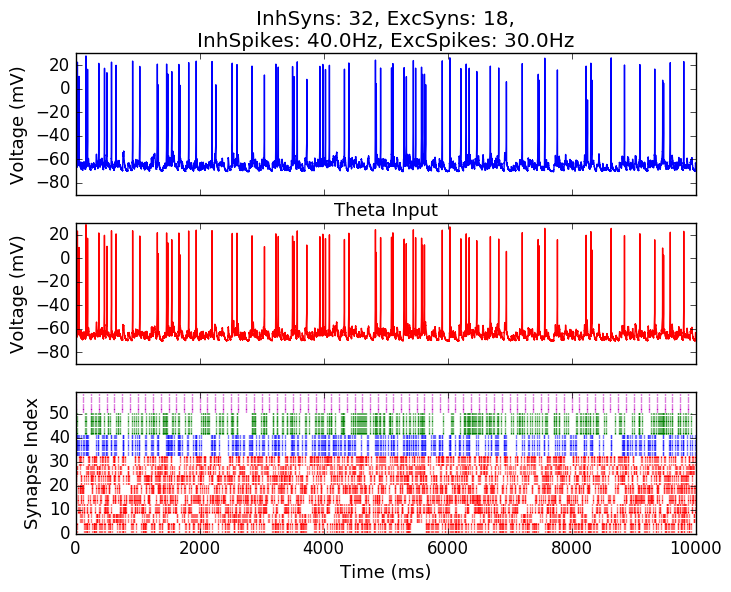 InhSyns: 32, ExcSyns: 18,
InhSpikes: 40.0Hz, ExcSpikes: 30.0Hz
20
0
−20
−40
−60
−80
Voltage (mV)
Theta Input
20
0
−20
−40
−60
−80
Voltage (mV)
50
40
30
20
10
0
Synapse Index
0 2000 4000 6000 8000 10000
Time (ms)